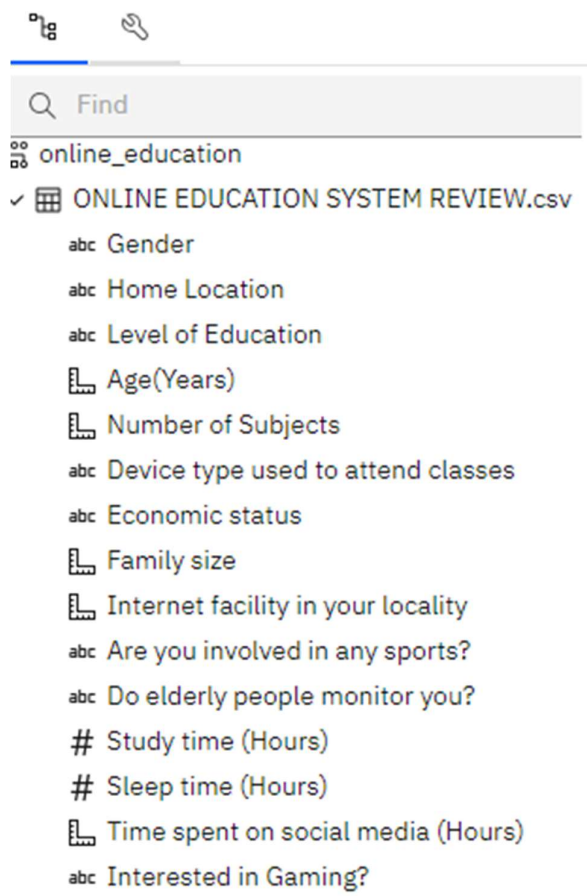 Find
online_education
ONLINE EDUCATION SYSTEM REVIEW.csv
abc Gender
abc Home Location
abc Level of Education
Age(Years)
Number of Subjects
abc Device type used to attend classes
abc Economic status
Family size
Internet facility in your locality
abc Are you involved in any sports?
abc Do elderly people monitor you?
# Study time (Hours)
# Sleep time (Hours)
Time spent on social media (Hours)
abc Interested in Gaming?